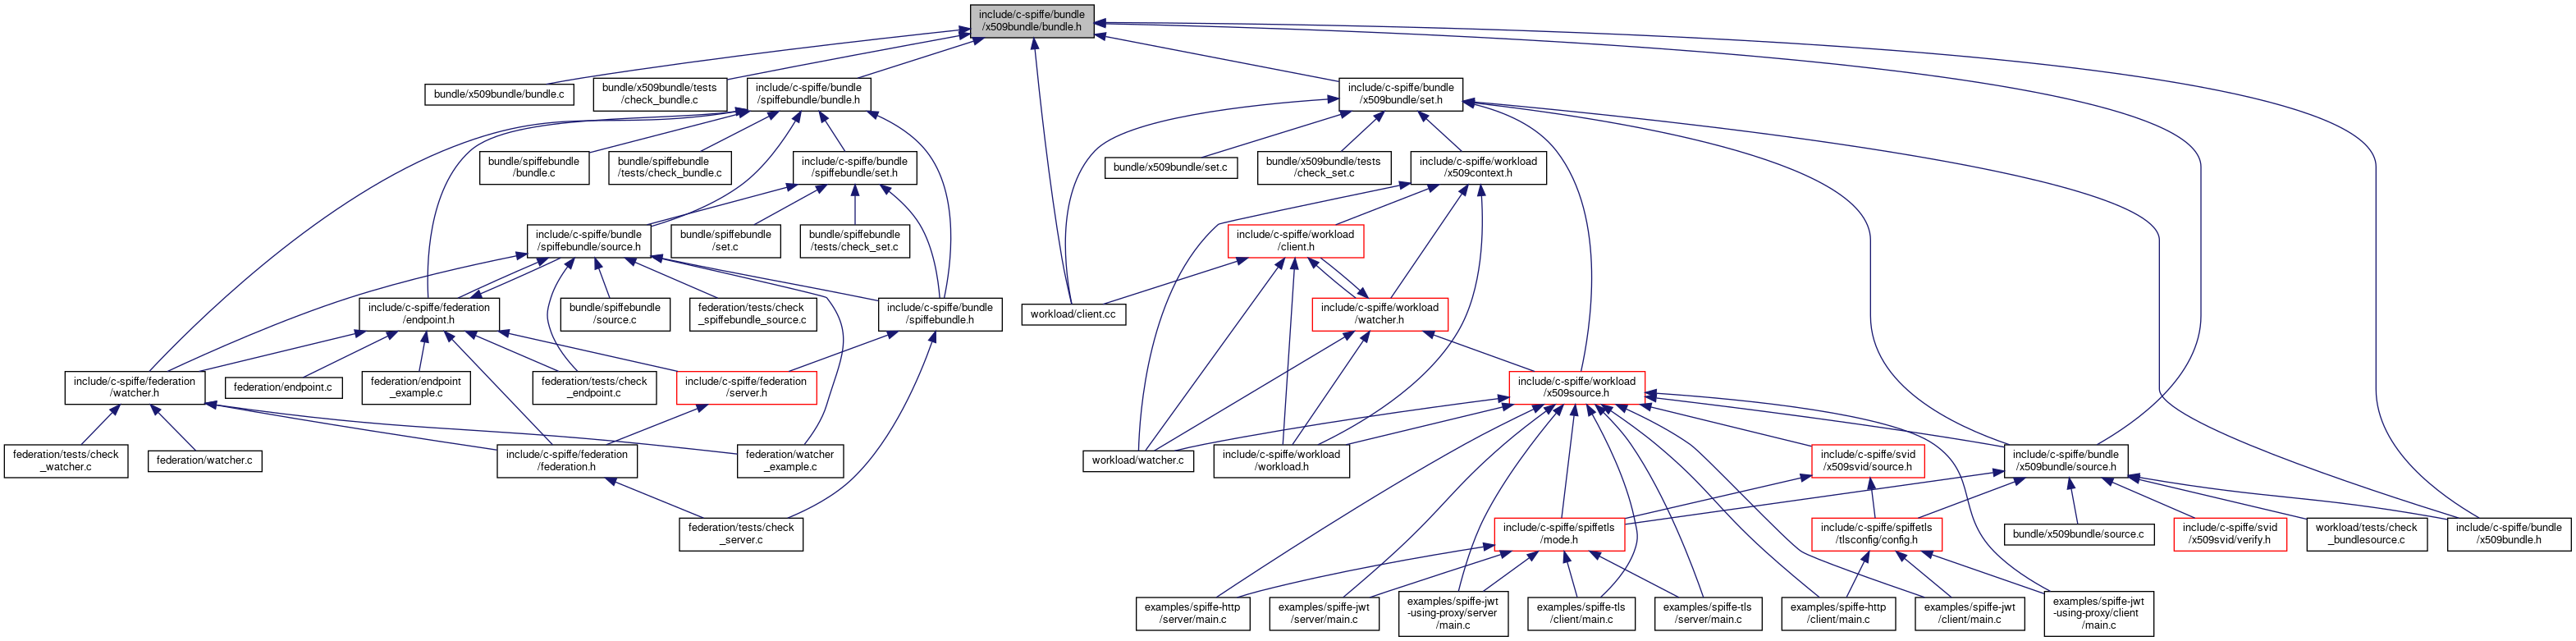 include/c-spiffe/bundle
/x509bundle/bundle.h
bundle/x509bundle/bundle.c
bundle/x509bundle/tests
/check_bundle.c
include/c-spiffe/bundle
/spiffebundle/bundle.h
include/c-spiffe/bundle
/x509bundle/set.h
bundle/spiffebundle
/bundle.c
bundle/spiffebundle
/tests/check_bundle.c
include/c-spiffe/bundle
/spiffebundle/set.h
bundle/x509bundle/set.c
bundle/x509bundle/tests
/check_set.c
include/c-spiffe/workload
/x509context.h
include/c-spiffe/bundle
/spiffebundle/source.h
bundle/spiffebundle
/set.c
bundle/spiffebundle
/tests/check_set.c
include/c-spiffe/workload
/client.h
include/c-spiffe/federation
/endpoint.h
bundle/spiffebundle
/source.c
federation/tests/check
_spiffebundle_source.c
include/c-spiffe/bundle
/spiffebundle.h
workload/client.cc
include/c-spiffe/workload
/watcher.h
include/c-spiffe/federation
/watcher.h
federation/endpoint.c
federation/endpoint
_example.c
federation/tests/check
_endpoint.c
include/c-spiffe/federation
/server.h
include/c-spiffe/workload
/x509source.h
federation/tests/check
_watcher.c
federation/watcher.c
include/c-spiffe/federation
/federation.h
federation/watcher
_example.c
workload/watcher.c
include/c-spiffe/workload
/workload.h
include/c-spiffe/svid
/x509svid/source.h
include/c-spiffe/bundle
/x509bundle/source.h
federation/tests/check
_server.c
include/c-spiffe/spiffetls
/mode.h
include/c-spiffe/spiffetls
/tlsconfig/config.h
bundle/x509bundle/source.c
include/c-spiffe/svid
/x509svid/verify.h
workload/tests/check
_bundlesource.c
include/c-spiffe/bundle
/x509bundle.h
examples/spiffe-http
/server/main.c
examples/spiffe-jwt
/server/main.c
examples/spiffe-jwt
-using-proxy/server
/main.c
examples/spiffe-tls
/client/main.c
examples/spiffe-tls
/server/main.c
examples/spiffe-http
/client/main.c
examples/spiffe-jwt
/client/main.c
examples/spiffe-jwt
-using-proxy/client
/main.c